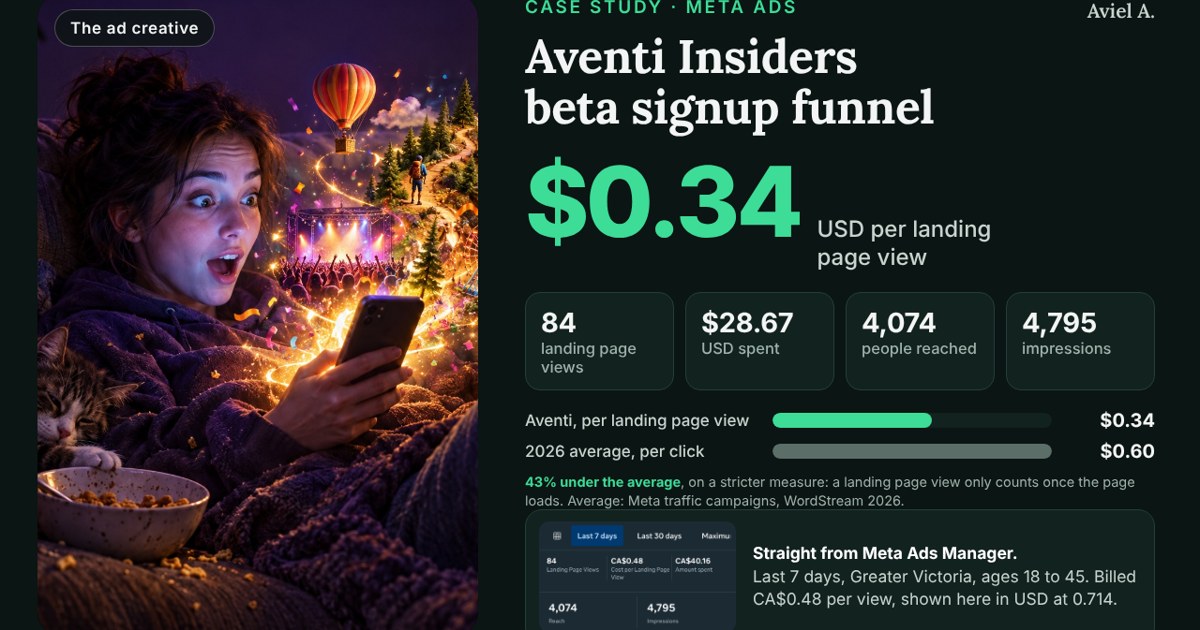 The ad creative
CASE STUDY · META ADS
Aviel A.
Aventi Insiders
beta signup funnel
$0.34
USD per landing
page view
84
landing page
views
$28.67
USD spent
4,074
people reached
4,795
impressions
Aventi, per landing page view
$0.34
2026 average, per click
$0.60
43% under the average, on a stricter measure: a landing page view only counts once the page
loads. Average: Meta traffic campaigns, WordStream 2026.
Last 7 days
Last 30 days
Maximu
84
Landing Page Views
CA$0.48
Cost per Landing Page
View
CA$40.16
Amount spent
4,074
Reach
4,795
Impressions
Straight from Meta Ads Manager.
Last 7 days, Greater Victoria, ages 18 to 45. Billed
CA$0.48 per view, shown here in USD at 0.714.